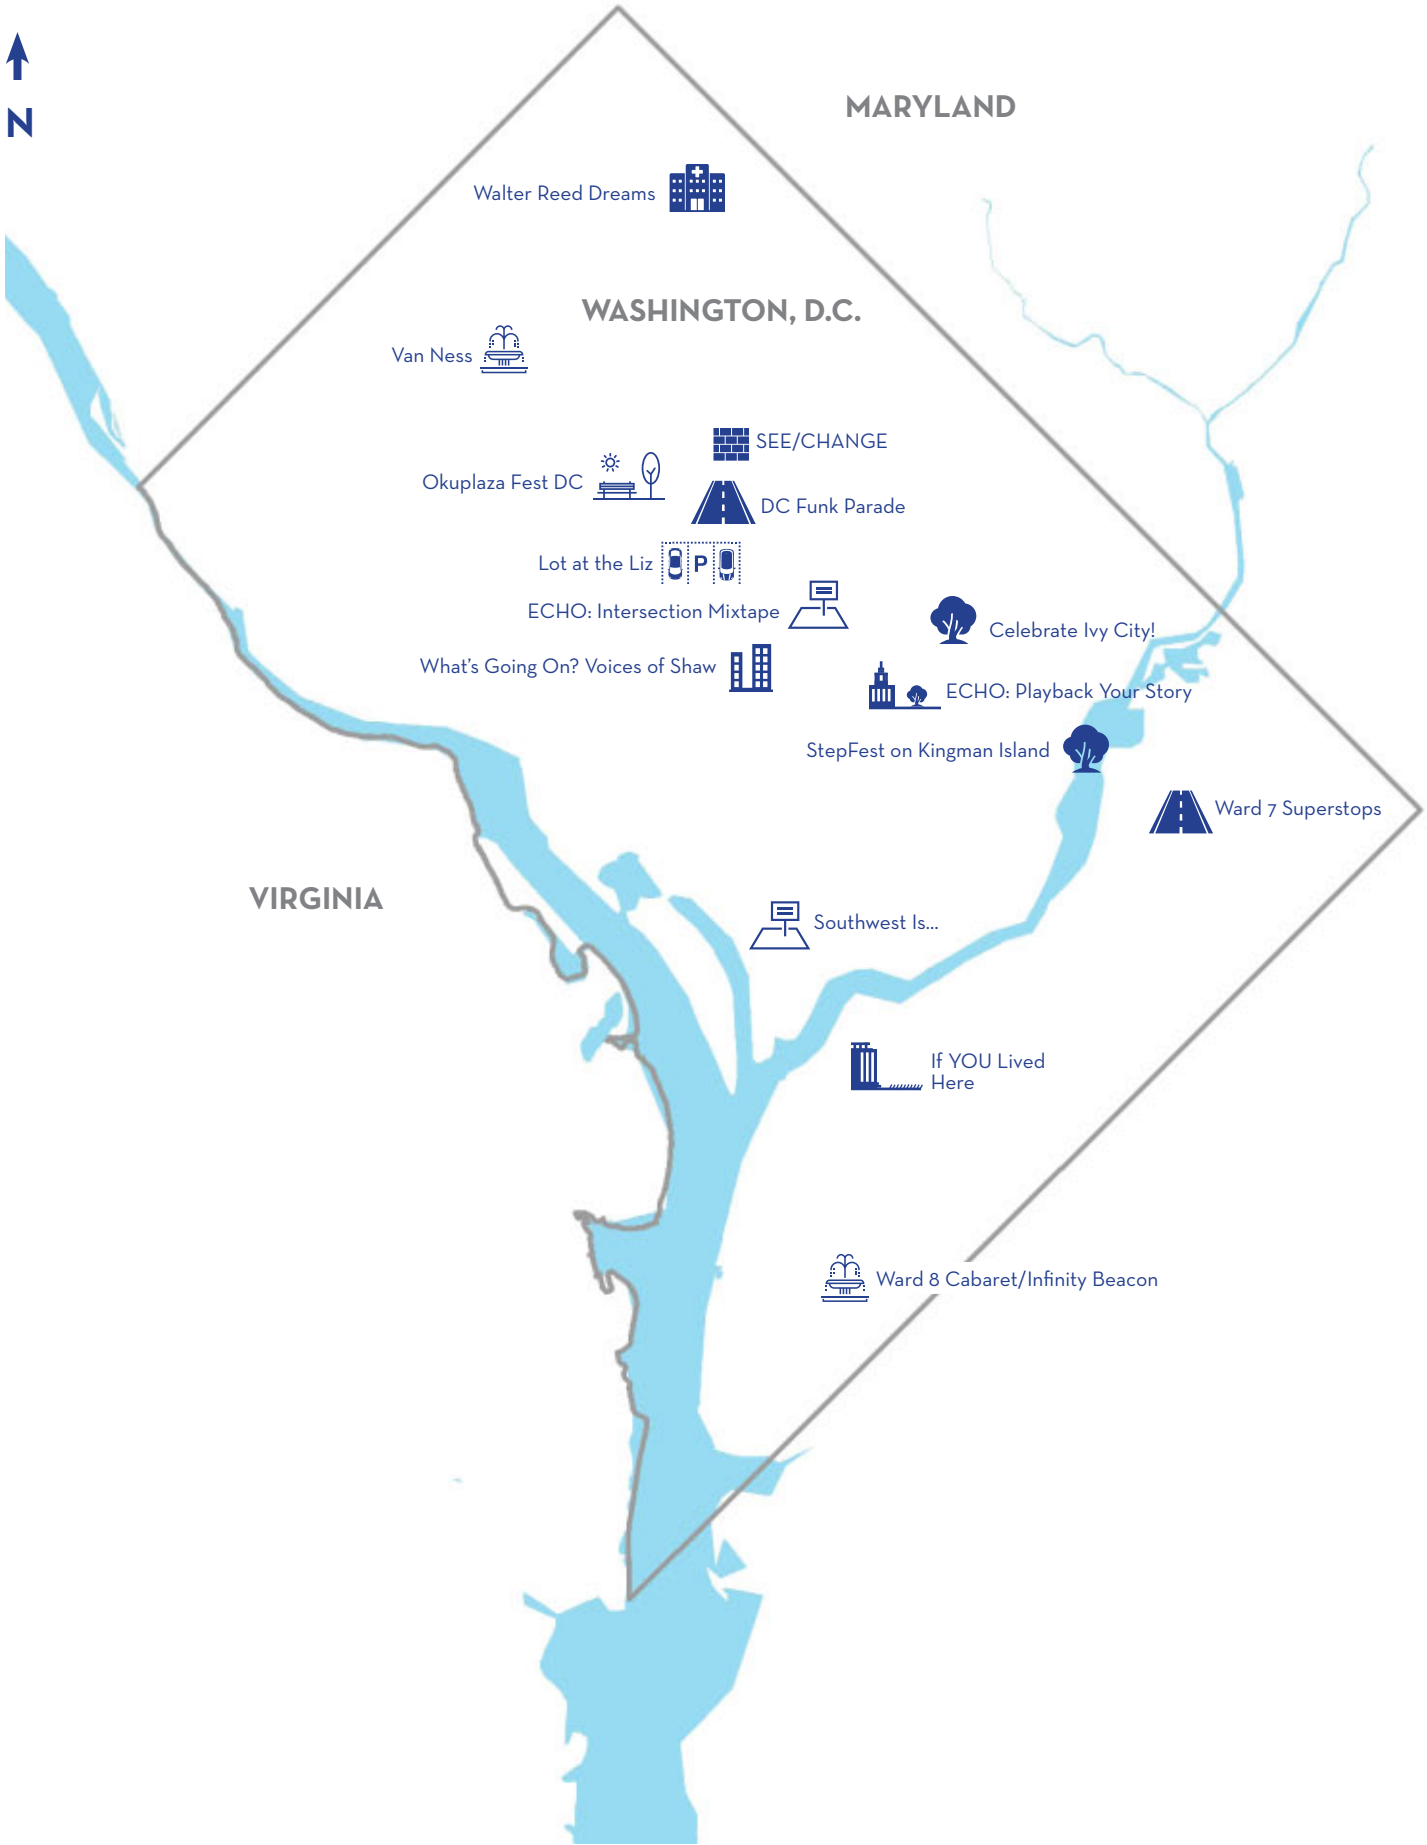 N
MARYLAND
Walter Reed Dreams
WASHINGTON, D.C.
Van Ness
SEE/CHANGE
Okuplaza Fest DC
DC Funk Parade
Lot at the Liz
P
ECHO: Intersection Mixtape
Celebrate Ivy City!
What's Going On? Voices of Shaw
ECHO: Playback Your Story
StepFest on Kingman Island
Ward 7 Superstops
VIRGINIA
Southwest Is...
If YOU Lived
Here
Ward 8 Cabaret/Infinity Beacon